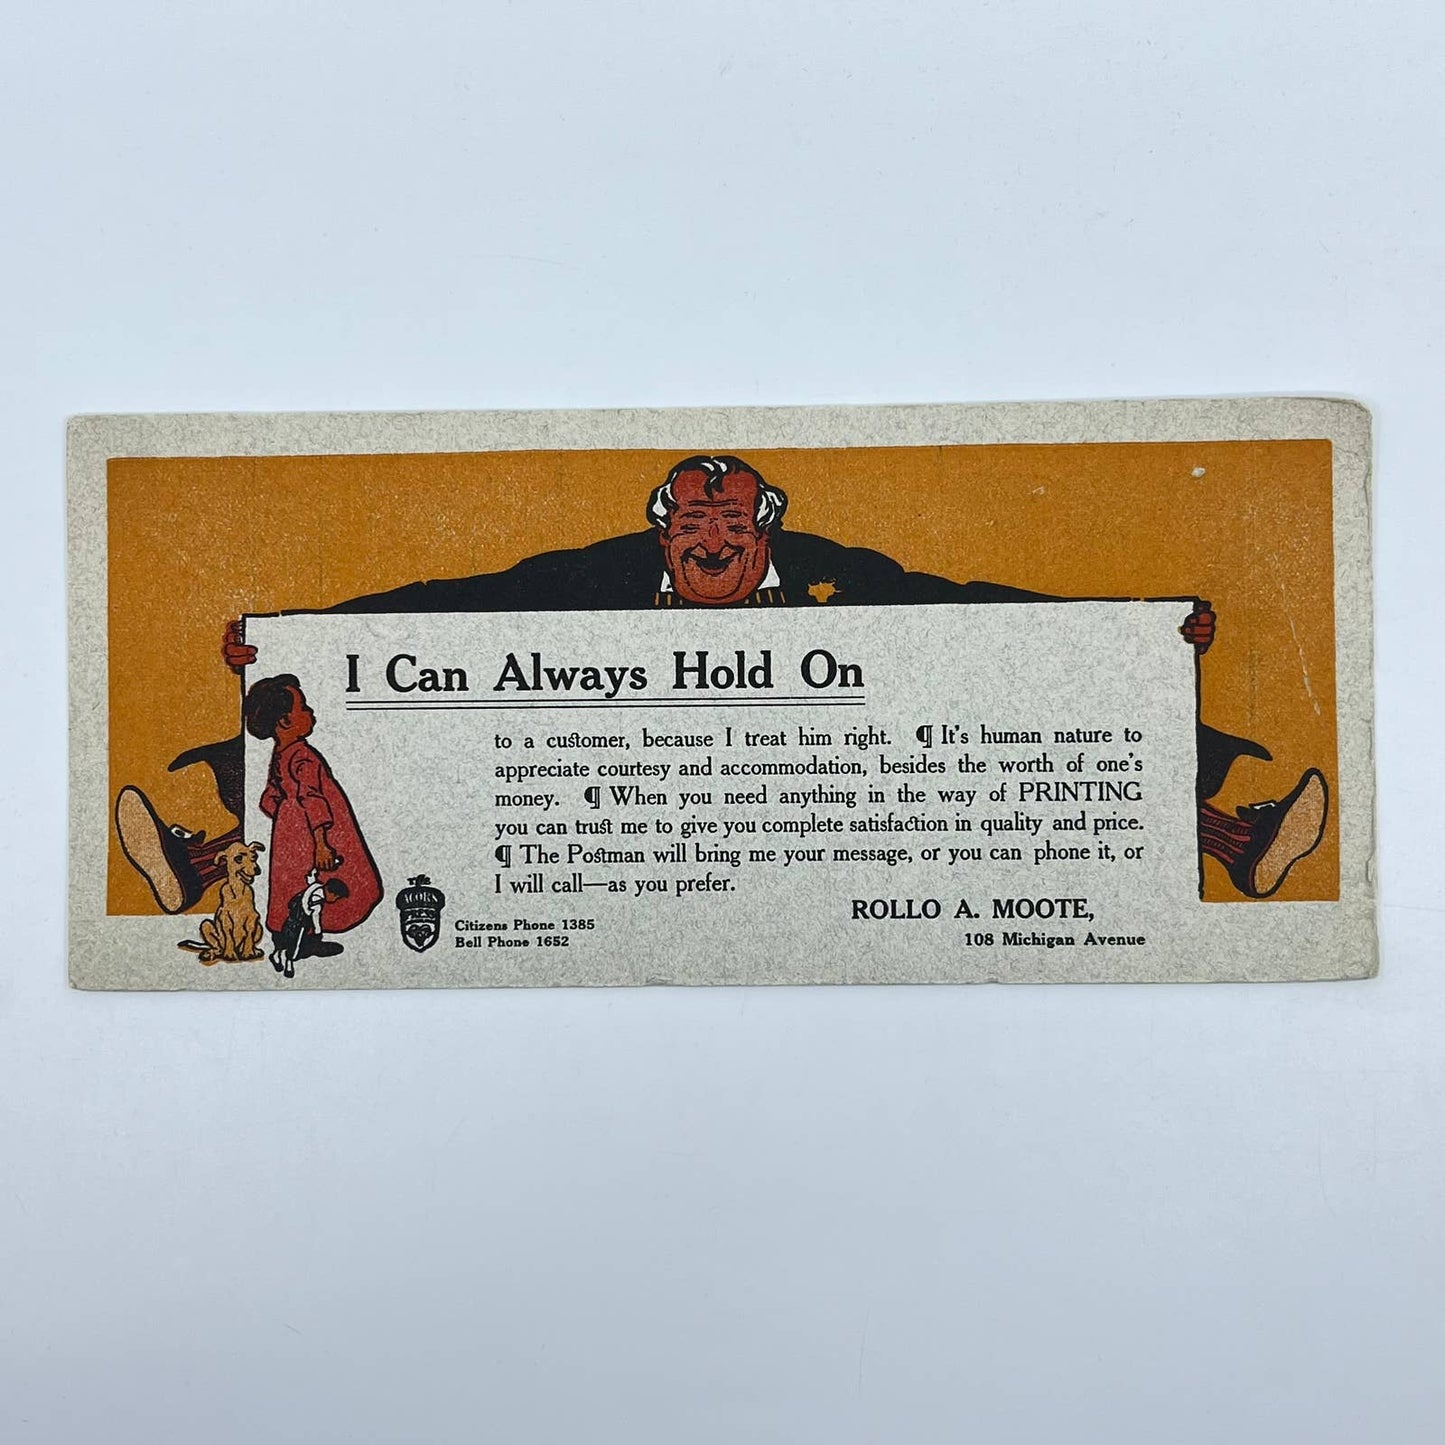 I Can Always Hold On
to a customer, because I treat him right. ¶ It's human nature to
appreciate courtesy and accommodation, besides the worth of one's
money. ¶ When you need anything in the way of PRINTING
you can trust me to give you complete satisfaction in quality and price.
¶ The Postman will bring me your message, or you can phone it, or
I will call—as you prefer.
ROLLO A. MOOTE,
108 Michigan Avenue
THE
ACORN
PRESS
Citizens Phone 1385
Bell Phone 1652